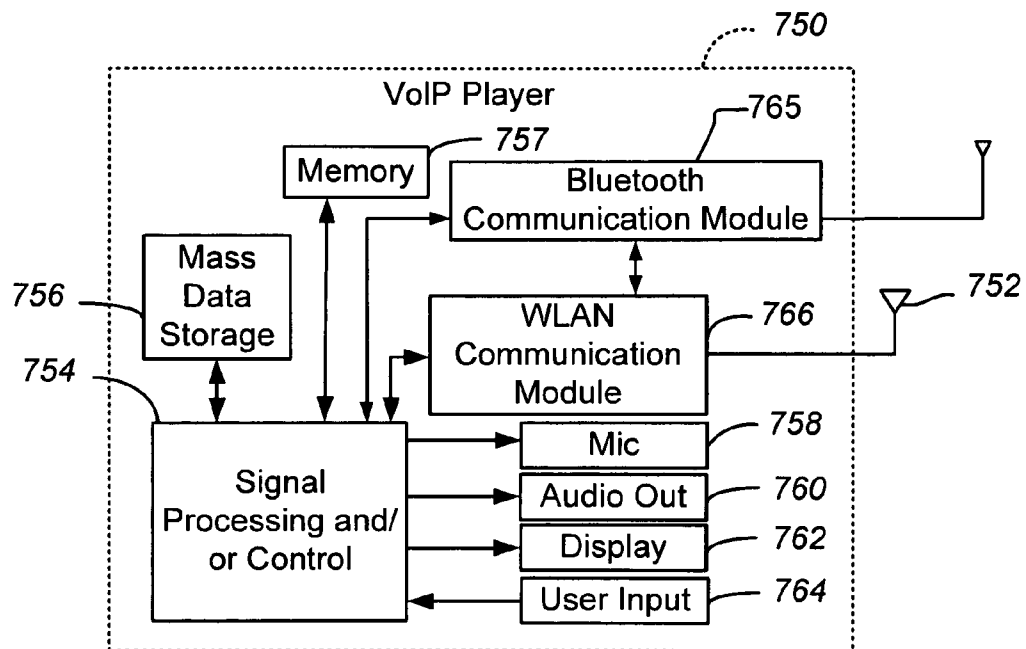 750
VoIP Player
765
757
Memory
Bluetooth
Communication Module
Mass
Data
Storage
756
752
WLAN
Communication
Module
766
754
Signal
Processing and/
or Control
Mic
758
Audio Out
760
Display
762
User Input
764